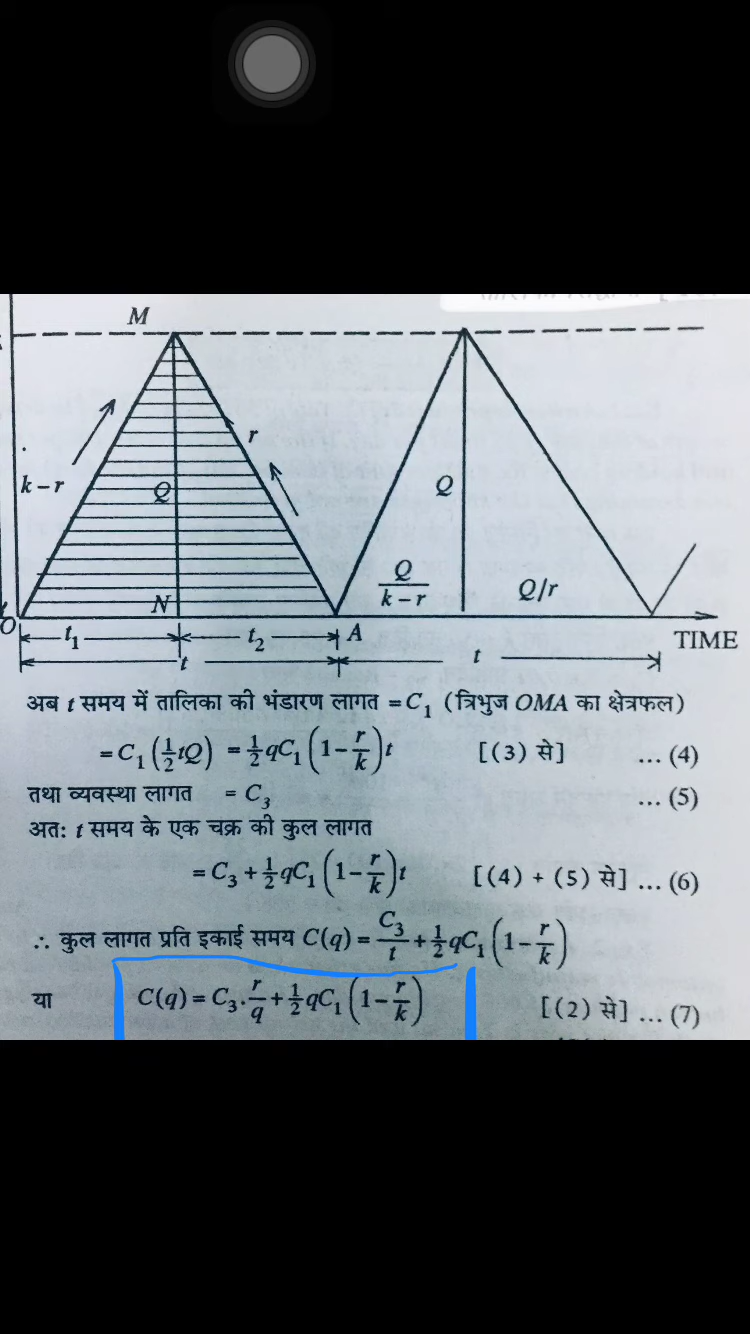 M
k – r
r
Q
Q
N
Q/(k – r)
Q/r
O
t₁
t₂
A
TIME
t
t
अब t समय में तालिका की भंडारण लागत = C₁ (त्रिभुज OMA का क्षेत्रफल)
= C₁ (½tQ) = ½qC₁ (1 – r/k) t [(3) से] ... (4)
तथा व्यवस्था लागत = C₃ ... (5)
अत: t समय के एक चक्र की कुल लागत
= C₃ + ½qC₁ (1 – r/k) t [(4) + (5) से] ... (6)
∴ कुल लागत प्रति इकाई समय C(q) = C₃/t + ½qC₁ (1 – r/k)
या C(q) = C₃. r/q + ½qC₁ (1 – r/k) [(2) से] ... (7)